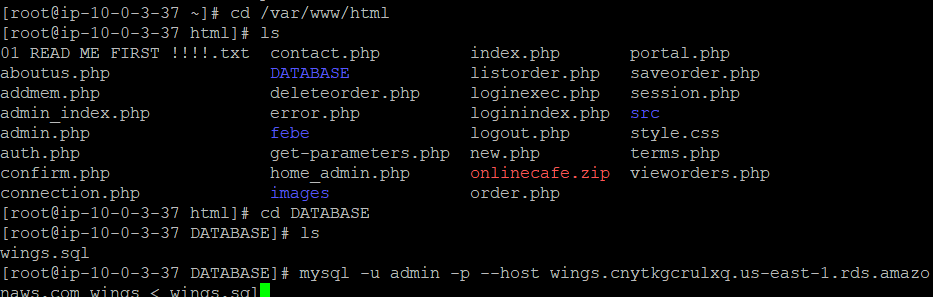 [root@ip-10-0-3-37 ~]# cd /var/www/html
[root@ip-10-0-3-37 html]# ls
01 READ ME FIRST !!!!.txt  contact.php         index.php       portal.php
aboutus.php                DATABASE            listorder.php   saveorder.php
addmem.php                 deleteorder.php     loginexec.php   session.php
admin_index.php            error.php           loginindex.php  src
admin.php                  febe                logout.php      style.css
auth.php                   get-parameters.php  new.php         terms.php
confirm.php                home_admin.php      onlinecafe.zip  vieworders.php
connection.php             images              order.php
[root@ip-10-0-3-37 html]# cd DATABASE
[root@ip-10-0-3-37 DATABASE]# ls
wings.sql
[root@ip-10-0-3-37 DATABASE]# mysql -u admin -p --host wings.cnytkgcrulxq.us-east-1.rds.amazo
naws.com wings < wings.sql